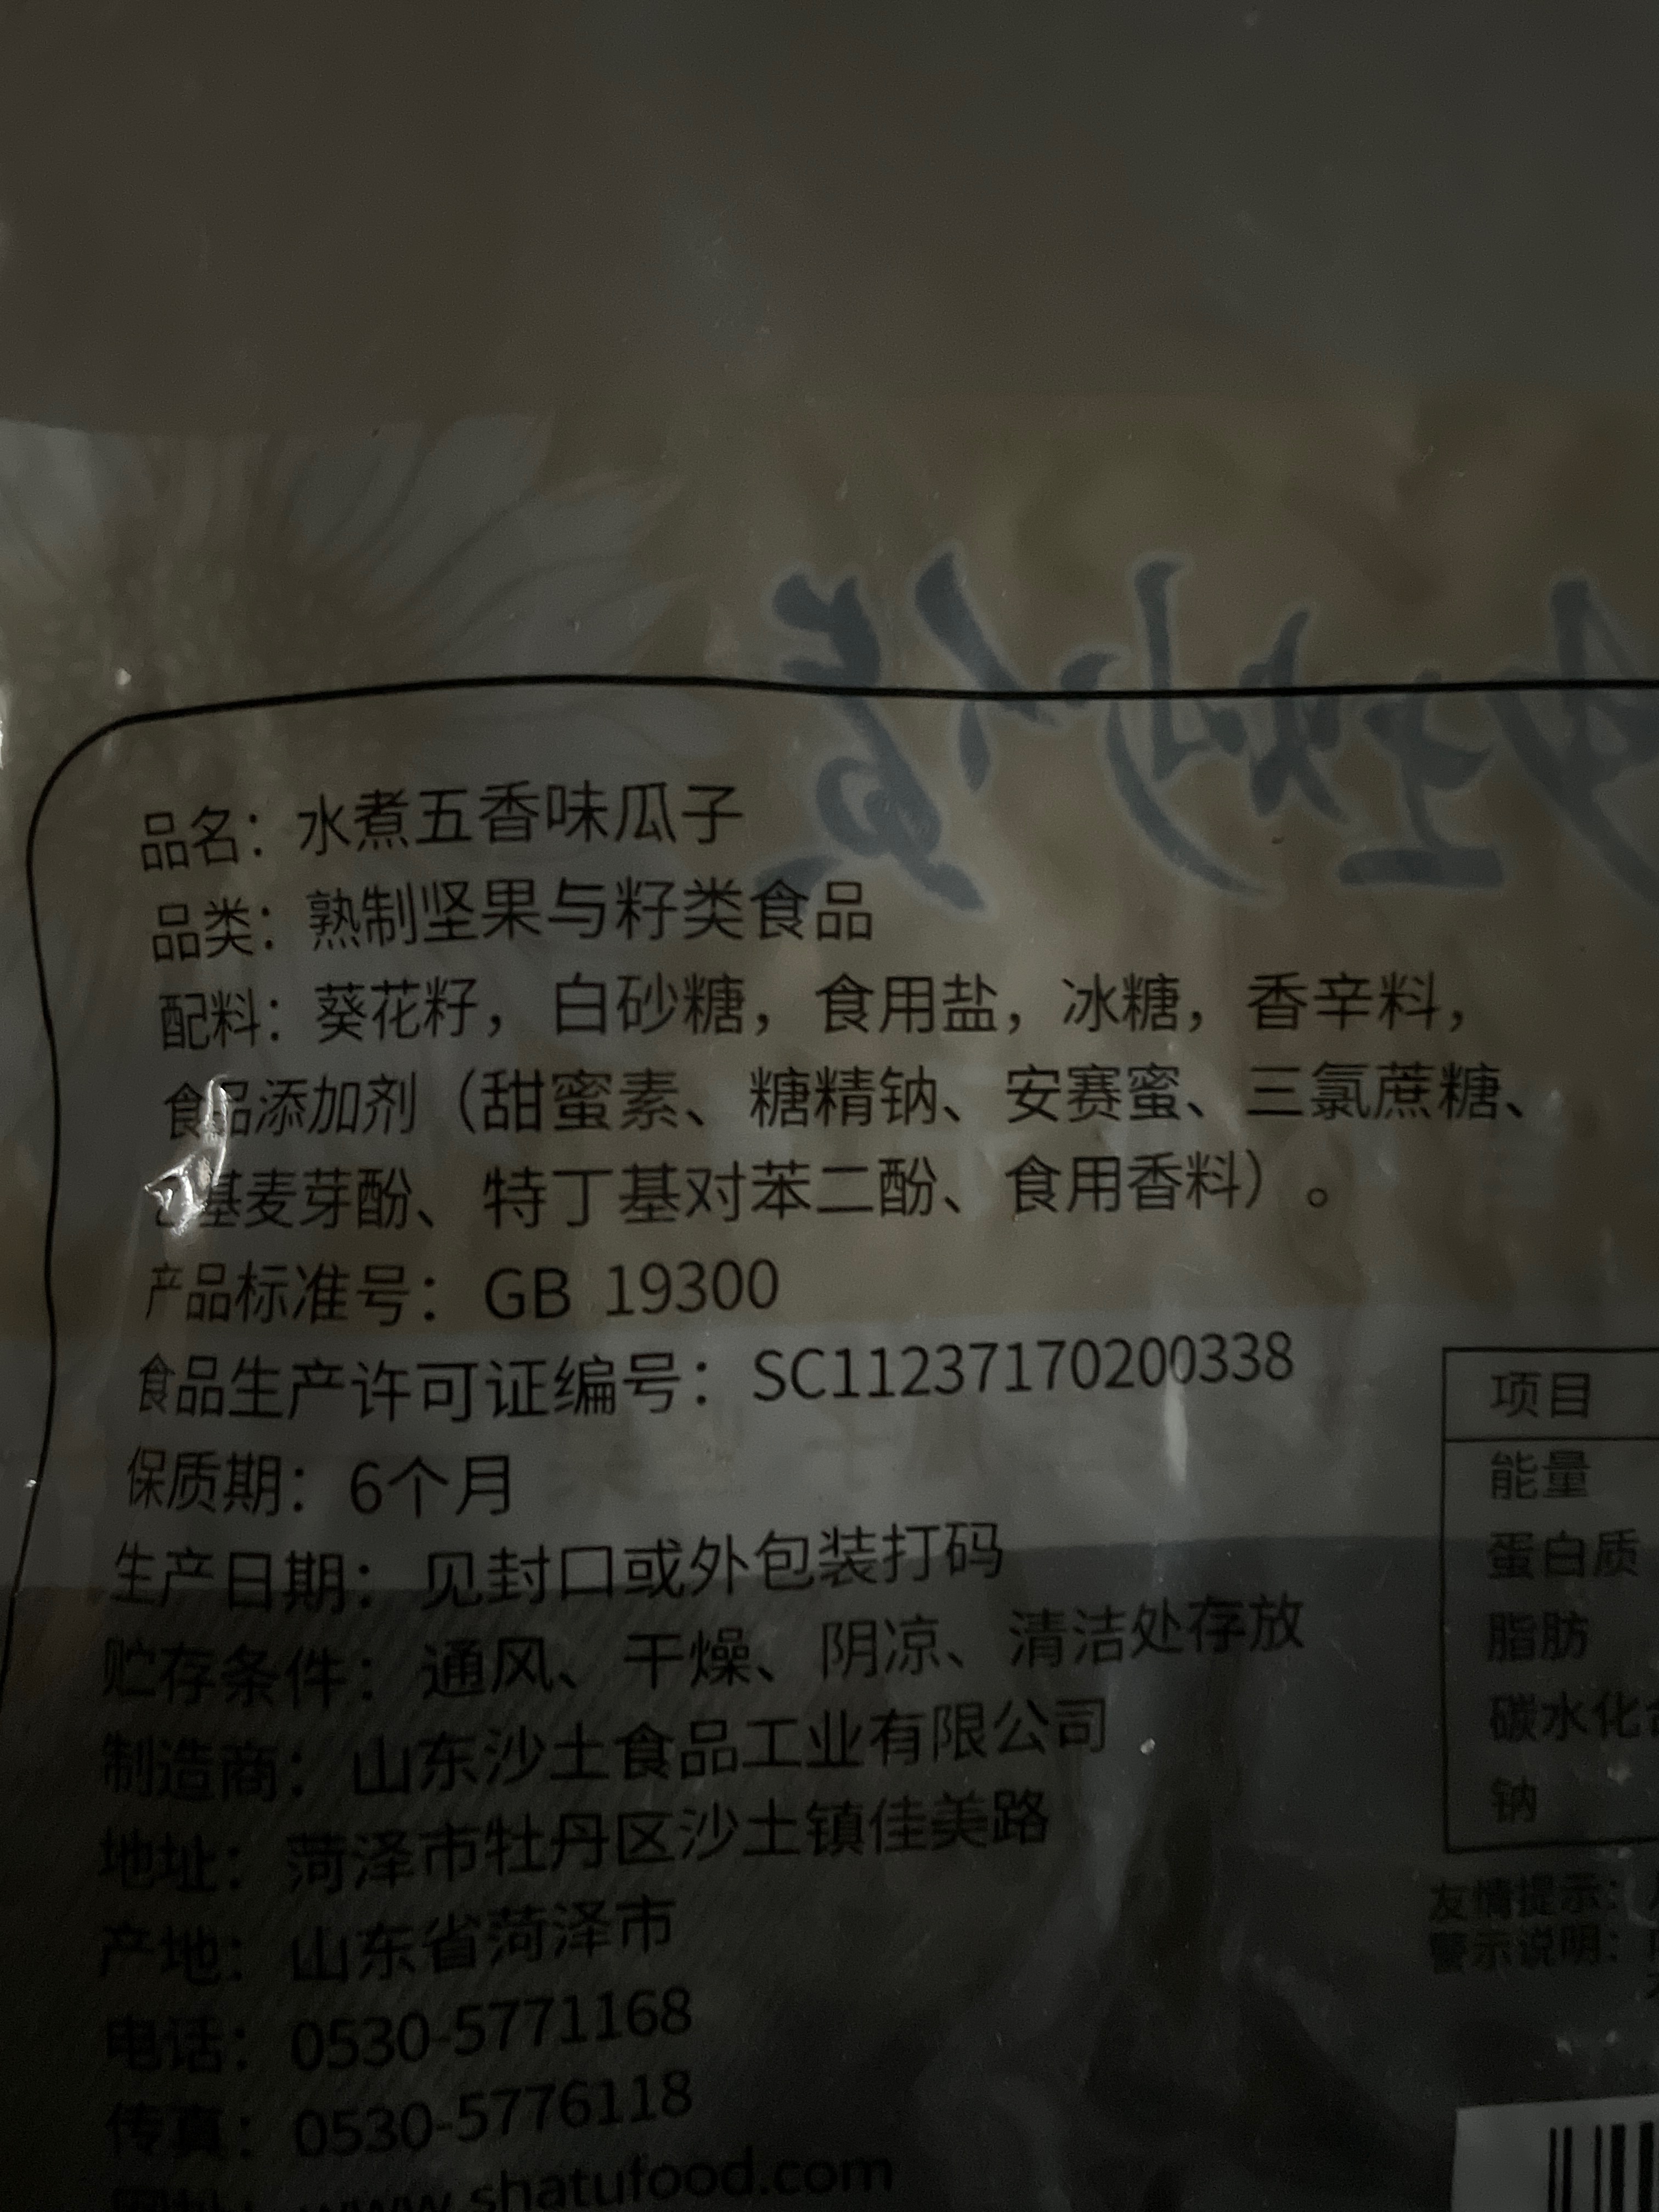 品名：水煮五香味瓜子
品类：熟制坚果与籽类食品
配料：葵花籽，白砂糖，食用盐，冰糖，香辛料，
食品添加剂（甜蜜素、糖精钠、安赛蜜、三氯蔗糖、
基麦芽酚、特丁基对苯二酚、食用香料）。
产品标准号：GB 19300
食品生产许可证编号：SC11237170200338
保质期：6个月
生产日期：见封口或外包装打码
贮存条件：通风、干燥、阴凉、清洁处存放
制造商：山东沙土食品工业有限公司
地址：菏泽市牡丹区沙土镇佳美路
产地：山东省菏泽市
电话：0530-5771168
传真：0530-5776118
网址：www.shatufood.com
项目
能量
蛋白质
脂肪
碳水化
钠
友情提示：
警示说明：